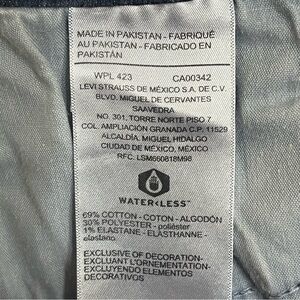 MADE IN PAKISTAN - FABRIQUÉ
AU PAKISTAN - FABRICADO EN
PAKISTÁN
WPL 423 CA00342
LEVI STRAUSS DE MÉXICO S.A. DE C.V.
BLVD. MIGUEL DE CERVANTES
SAAVEDRA
NO. 301. TORRE NORTE PISO 7
COL. AMPLIACIÓN GRANADA C.P. 11529
ALCALDÍA. MIGUEL HIDALGO
CIUDAD DE MÉXICO, MÉXICO
RFC. LSM660818M98
WATER<LESS™
69% COTTON - COTON - ALGODÓN
30% POLYESTER - poliéster
1% ELASTANE - ELASTHANNE -
elastano
EXCLUSIVE OF DECORATION-
EXCLUANT L'ORNEMENTATION-
EXCLUYENDO ELEMENTOS
DECORATIVOS